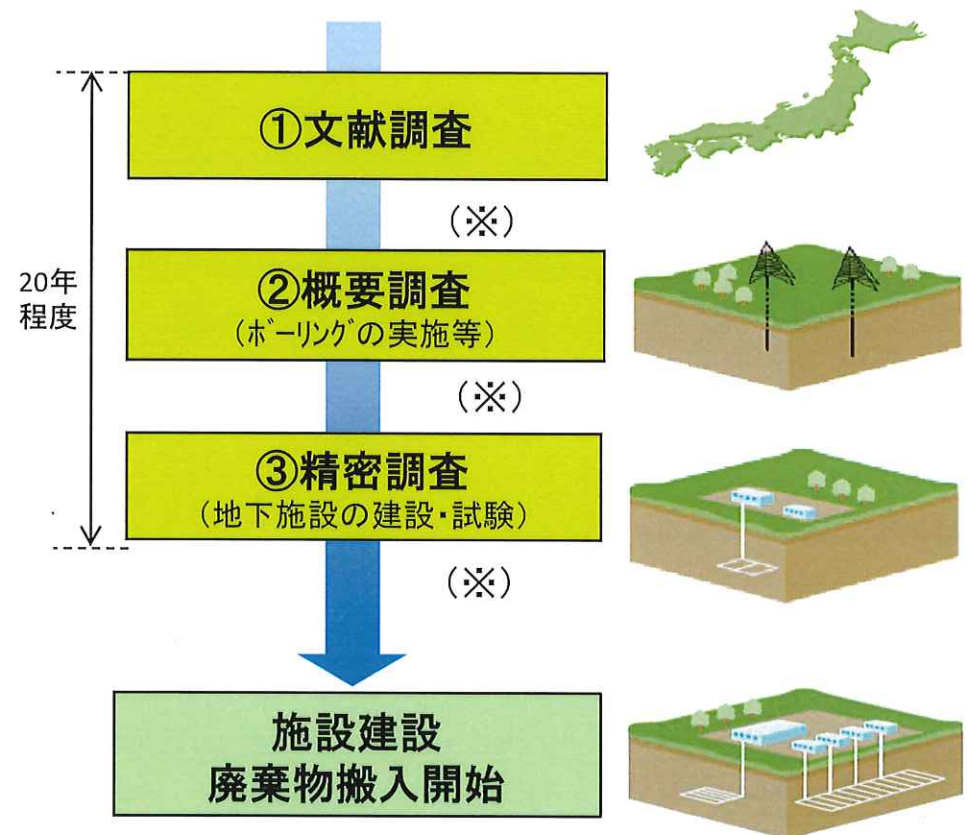 ①文献調査
(※)
20年
程度
②概要調査
(ボーリングの実施等)
(※)
③精密調査
(地下施設の建設・試験)
(※)
施設建設
廃棄物搬入開始